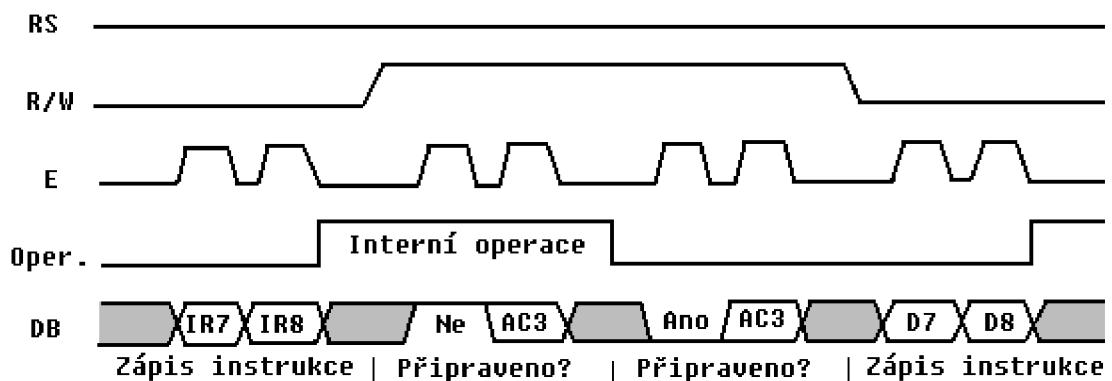 RS
R/W
E
Oper. Interní operace
DB IR7 IR8 Ne AC3 Ano AC3 D7 D8
Zápis instrukce | Připraveno? | Připraveno? | Zápis instrukce